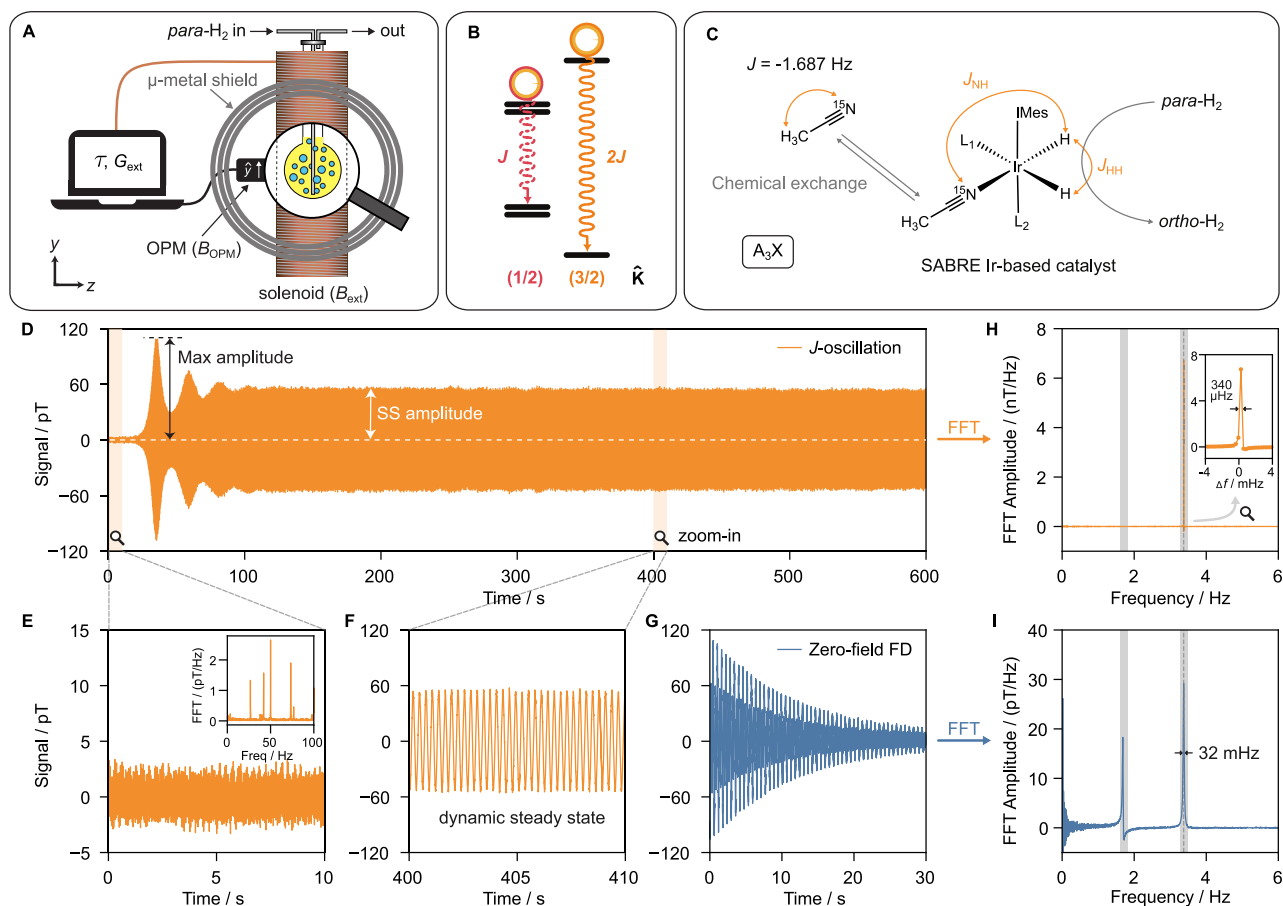 A
para-H2 in
out
μ-metal shield
τ, Gext
ŷ
OPM (BOPM)
y
z
solenoid (Bext)
B
J
2J
(1/2)
(3/2)
K̂
C
J = -1.687 Hz
15N
H3C
Chemical exchange
A3X
JNH
IMes
L1
H
Ir
JHH
15N
H
H3C
L2
para-H2
ortho-H2
SABRE Ir-based catalyst
D
Signal / pT
120
60
0
−60
−120
Max amplitude
SS amplitude
J-oscillation
zoom-in
0
100
200
300
400
500
600
Time / s
FFT
H
FFT Amplitude / (nT/Hz)
8
6
4
2
0
340
μHz
8
4
0
−4
0
4
Δf / mHz
0
2
4
6
Frequency / Hz
E
Signal / pT
15
10
5
0
−5
FFT / (pT/Hz)
2
1
0
0
50
100
Freq / Hz
0
5
10
Time / s
F
120
60
0
−60
−120
dynamic steady state
400
405
410
Time / s
G
120
60
0
−60
−120
Zero-field FD
0
10
20
30
Time / s
FFT
I
FFT Amplitude / (pT/Hz)
40
30
20
10
0
32 mHz
0
2
4
6
Frequency / Hz